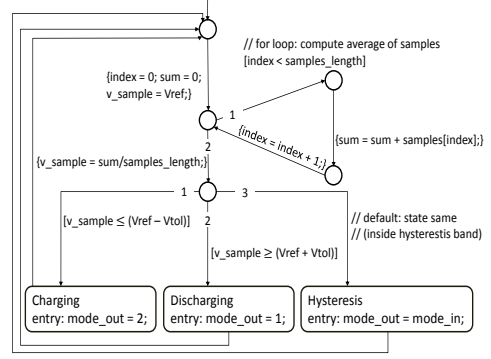 // for loop: compute average of samples
[index < samples_length]
{index = 0; sum = 0;
v_sample = Vref;}
1
2
{index = index + 1;}
{sum = sum + samples[index];}
{v_sample = sum/samples_length;}
1
3
2
[v_sample ≤ (Vref – Vtol)]
[v_sample ≥ (Vref + Vtol)]
// default: state same
// (inside hysterestis band)
Charging
entry: mode_out = 2;
Discharging
entry: mode_out = 1;
Hysteresis
entry: mode_out = mode_in;